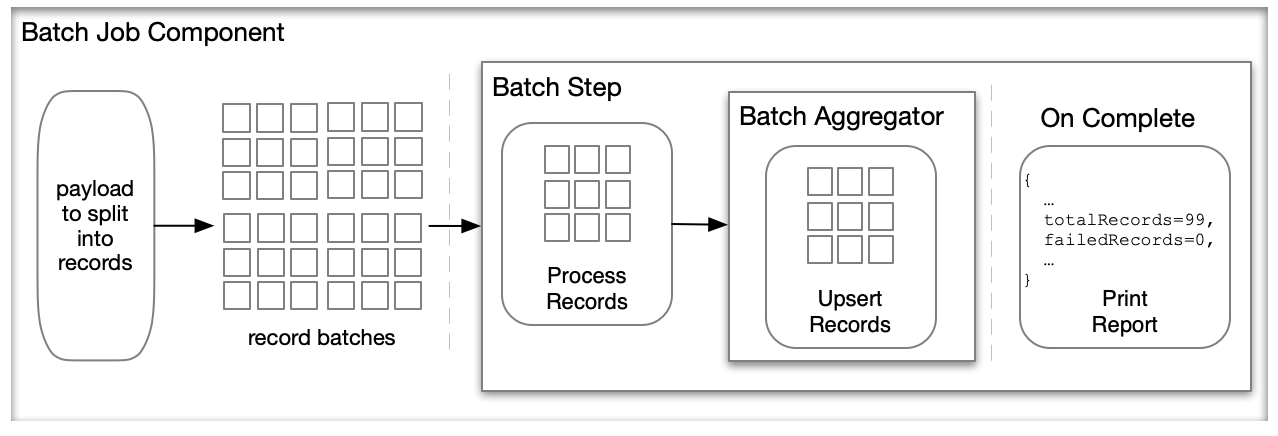 Batch Job Component
payload
to split
into
records
record batches
Batch Step
Process
Records
Batch Aggregator
Upsert
Records
On Complete
{
…
totalRecords=99,
failedRecords=0,
…
}
Print
Report